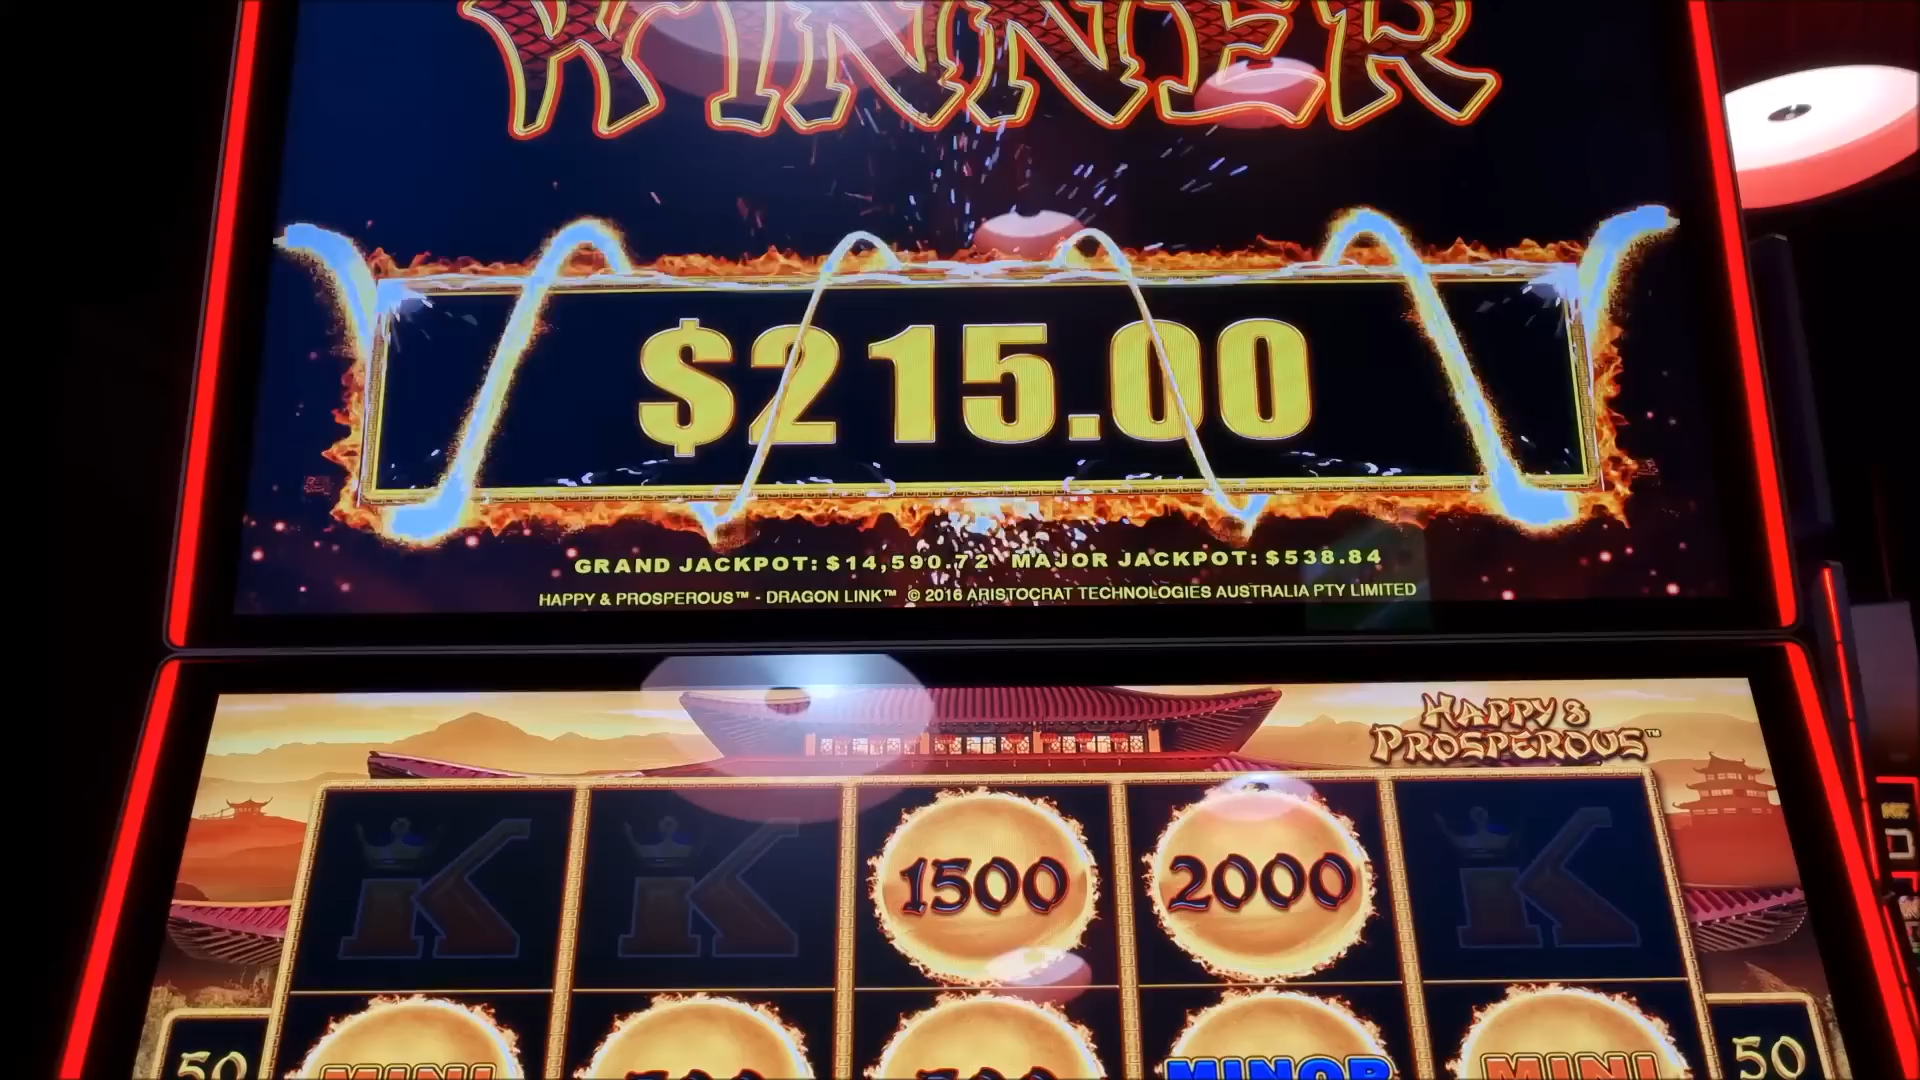 WINNER
$215.00
GRAND JACKPOT: $14,590.72 MAJOR JACKPOT: $538.84
HAPPY & PROSPEROUS™ - DRAGON LINK™ © 2016 ARISTOCRAT TECHNOLOGIES AUSTRALIA PTY LIMITED
HAPPY &
PROSPEROUS™
K K 1500 2000 K
50 MINI MINOR MINI 50